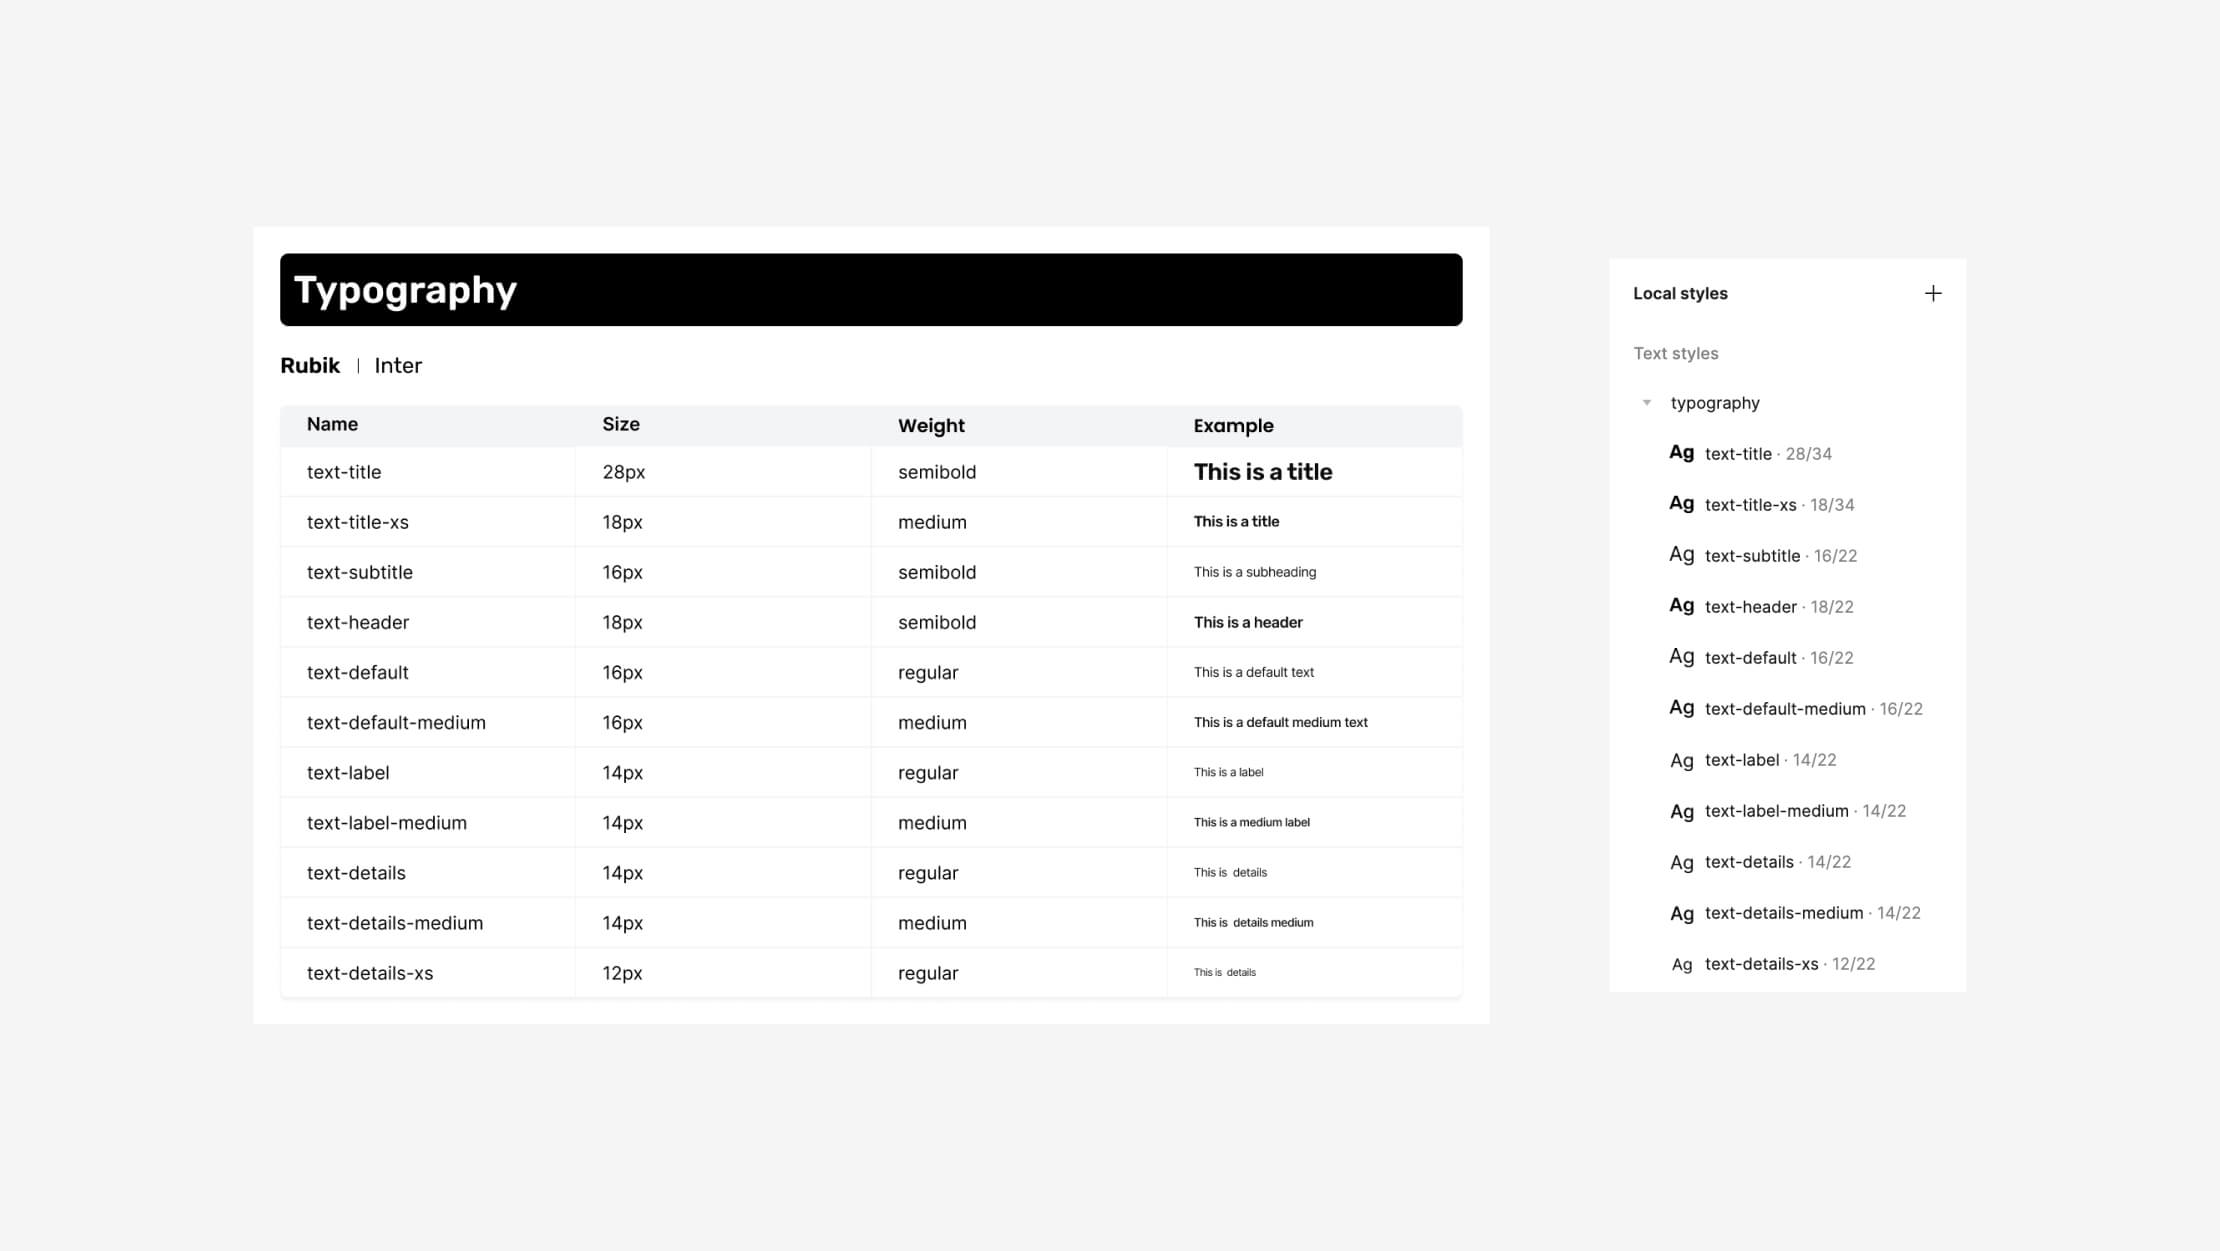 Typography
Rubik | Inter
Name Size Weight Example
text-title 28px semibold This is a title
text-title-xs 18px medium This is a title
text-subtitle 16px semibold This is a subheading
text-header 18px semibold This is a header
text-default 16px regular This is a default text
text-default-medium 16px medium This is a default medium text
text-label 14px regular This is a label
text-label-medium 14px medium This is a medium label
text-details 14px regular This is  details
text-details-medium 14px medium This is  details medium
text-details-xs 12px regular This is  details
Local styles
Text styles
typography
Ag text-title · 28/34
Ag text-title-xs · 18/34
Ag text-subtitle · 16/22
Ag text-header · 18/22
Ag text-default · 16/22
Ag text-default-medium · 16/22
Ag text-label · 14/22
Ag text-label-medium · 14/22
Ag text-details · 14/22
Ag text-details-medium · 14/22
Ag text-details-xs · 12/22